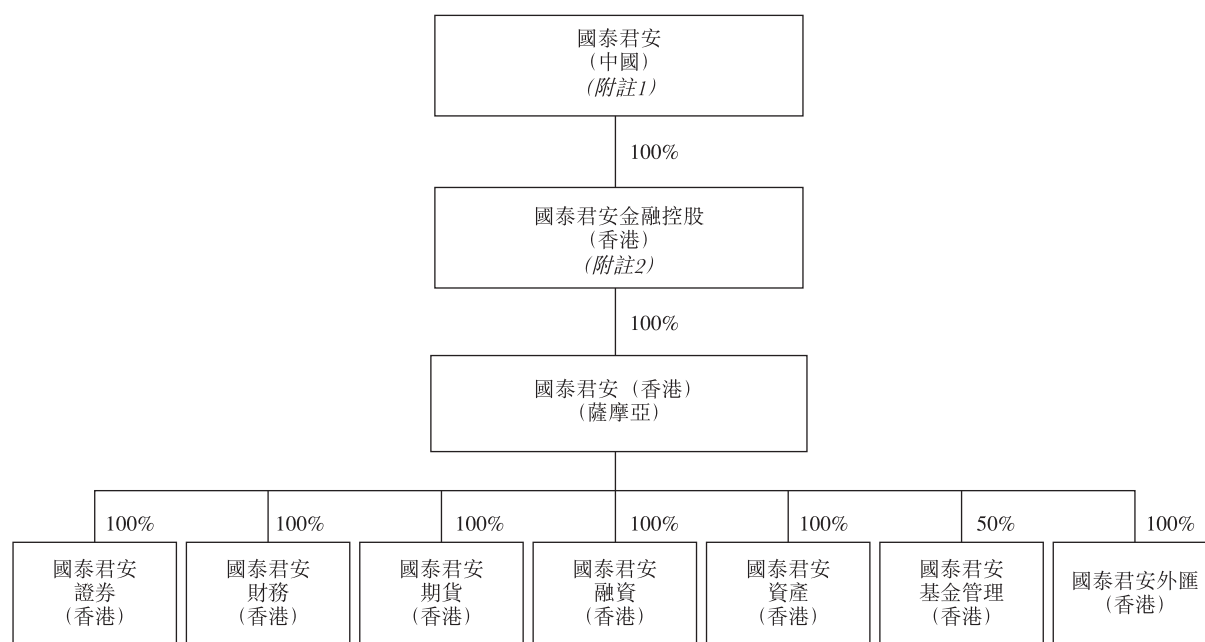 國泰君安
(中國)
(附註1)
100%
國泰君安金融控股
(香港)
(附註2)
100%
國泰君安（香港）
(薩摩亞)
100%
100%
100%
100%
100%
50%
100%
國泰君安
證券
(香港)
國泰君安
財務
(香港)
國泰君安
期貨
(香港)
國泰君安
融資
(香港)
國泰君安
資產
(香港)
國泰君安
基金管理
(香港)
國泰君安外匯
(香港)